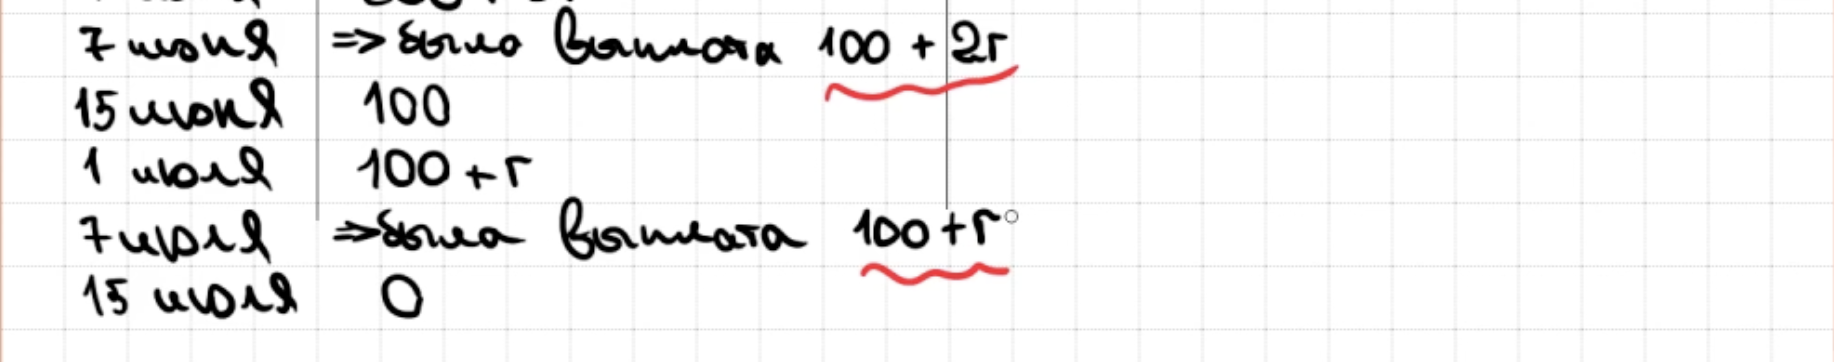 7 июня => была выплата 100 + 2r
15 июня 100
1 июля 100 + r
7 июля => была выплата 100 + r
15 июля 0